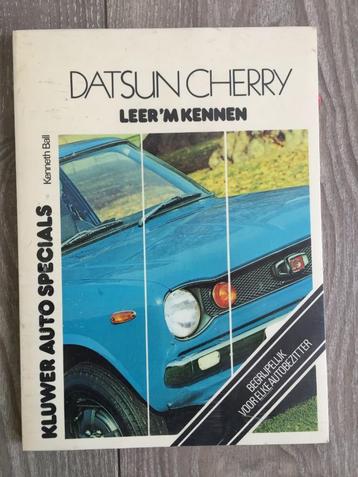 DATSUN CHERRY
LEER'M KENNEN
Kenneth Ball
KLUWER AUTO SPECIALS
BEGRIJPELIJK
VOOR ELKE AUTOBEZITTER